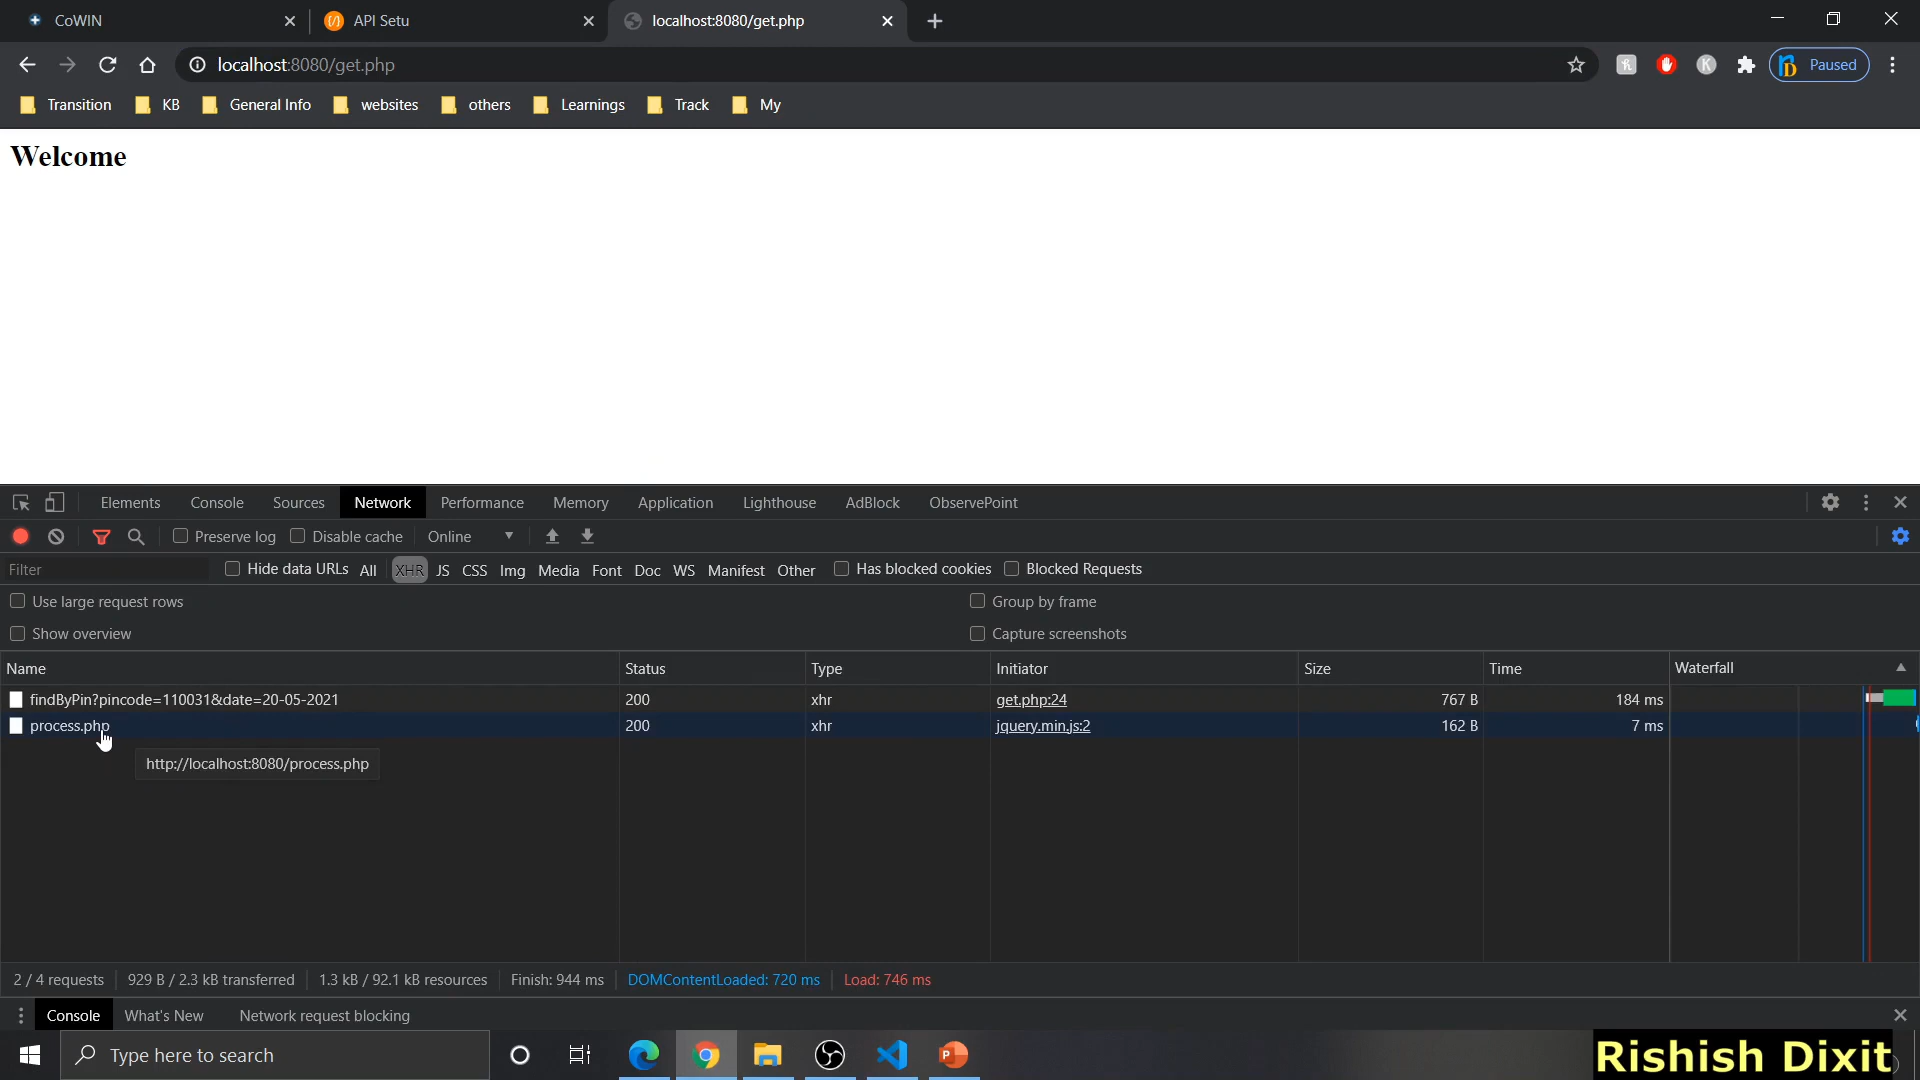 CoWIN
API Setu
localhost:8080/get.php
localhost:8080/get.php
Paused
Transition KB General Info websites others Learnings Track My
Welcome
Elements Console Sources Network Performance Memory Application Lighthouse AdBlock ObservePoint
Preserve log Disable cache Online
Filter Hide data URLs All XHR JS CSS Img Media Font Doc WS Manifest Other Has blocked cookies Blocked Requests
Use large request rows Group by frame
Show overview Capture screenshots
Name Status Type Initiator Size Time Waterfall
findByPin?pincode=110031&date=20-05-2021 200 xhr get.php:24 767 B 184 ms
process.php 200 xhr jquery.min.js:2 162 B 7 ms
http://localhost:8080/process.php
2 / 4 requests 929 B / 2.3 kB transferred 1.3 kB / 92.1 kB resources Finish: 944 ms DOMContentLoaded: 720 ms Load: 746 ms
Console What's New Network request blocking
Type here to search
Rishish Dixit